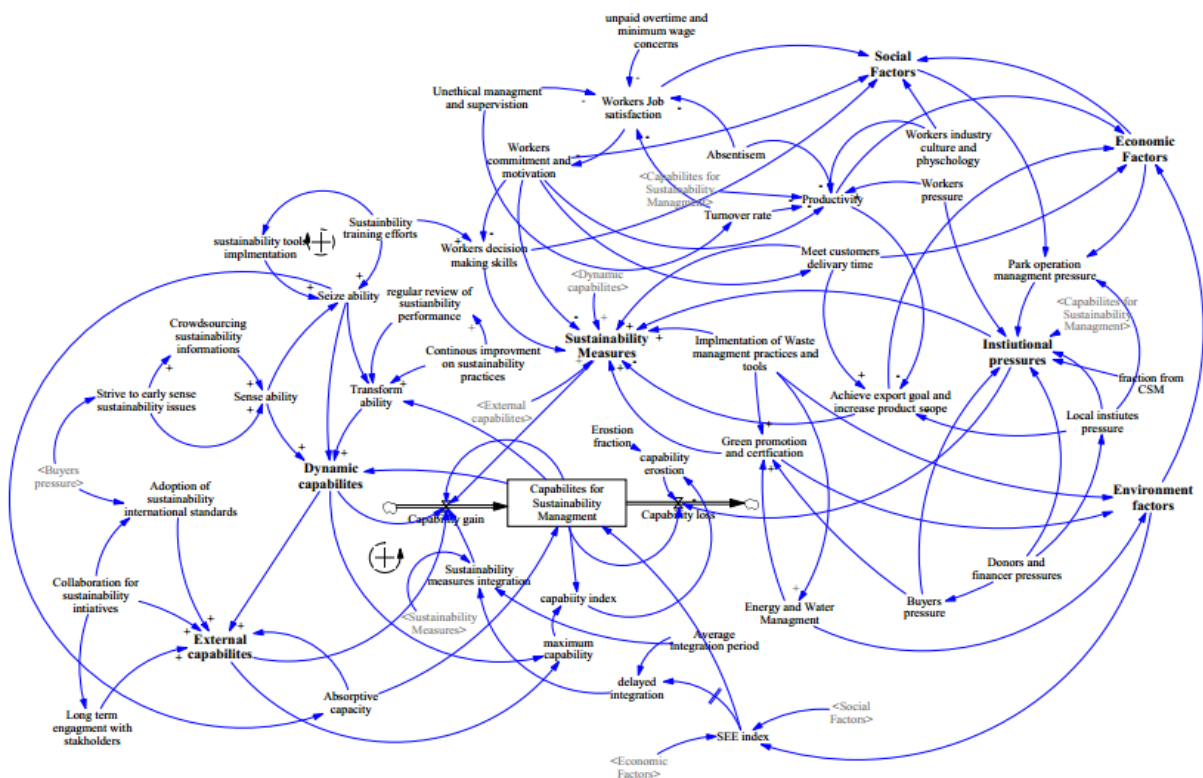 unpaid overtime and
minimum wage
concerns
Social
Factors
Unethical managment
and supervistion
Workers Job
satisfaction
Workers
commitment and
motivation
Absentisem
Workers industry
culture and
physchology
Economic
Factors
<Capabilites for
Sustainability
Managment>
Productivity
Workers
pressure
Turnover rate
Sustainbility
training efforts
sustainability tools
implmentation
Workers decision
making skills
Meet customers
delivary time
Park operation
managment pressure
<Dynamic
capabilites>
Seize ability
regular review of
sustianbility
performance
<Capabilites for
Sustainability
Managment>
Crowdsourcing
sustainability
informations
Sustainability
Measures
Implmentation of Waste
managment practices and
tools
Instiutional
pressures
Continous improvment
on sustainability
practices
fraction from
CSM
Strive to early sense
sustainability issues
Sense ability
Transform
ability
Achieve export goal and
increase product scope
Local instiutes
pressure
<External
capabilites>
Erostion
fraction
Green promotion
and certfication
capability
erostion
<Buyers
pressure>
Dynamic
capabilites
Adoption of
sustainability
international standards
Capabilites for
Sustainability
Managment
Environment
factors
Capability gain
Capability loss
Collaboration for
sustainability
intiatives
Sustainability
measures integration
capabiity index
Donors and
financer pressures
Energy and Water
Managment
Buyers
pressure
<Sustainability
Measures>
External
capabilites
maximum
capability
Average
integration period
delayed
integration
Absorptive
capacity
Long term
engagment with
stakholders
<Social
Factors>
SEE index
<Economic
Factors>